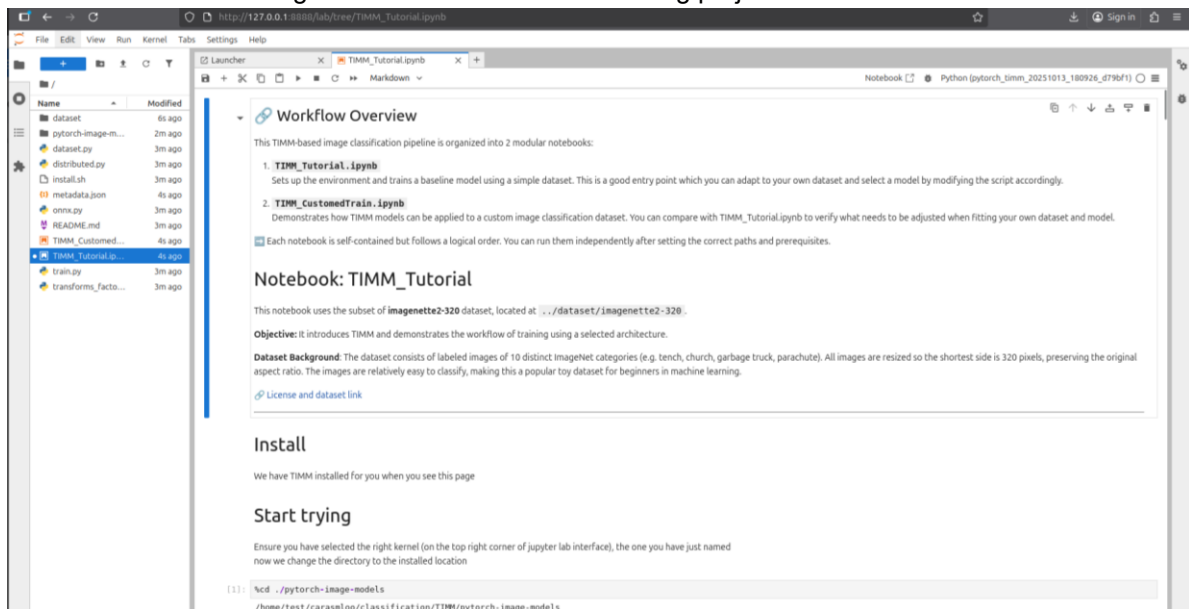 http://127.0.0.1:8888/lab/tree/TIMM_Tutorial.ipynb
Sign in
File Edit View Run Kernel Tabs Settings Help
Launcher
TIMM_Tutorial.ipynb
Markdown
Notebook
Python (pytorch_timm_20251013_180926_d79bf1)
/
Name Modified
dataset 6s ago
pytorch-image-m... 2m ago
dataset.py 3m ago
distributed.py 3m ago
install.sh 3m ago
metadata.json 4s ago
onnx.py 3m ago
README.md 3m ago
TIMM_Customed... 4s ago
TIMM_Tutorial.ip... 4s ago
train.py 3m ago
transforms_facto... 3m ago
Workflow Overview
This TIMM-based image classification pipeline is organized into 2 modular notebooks:
1. TIMM_Tutorial.ipynb
Sets up the environment and trains a baseline model using a simple dataset. This is a good entry point which you can adapt to your own dataset and select a model by modifying the script accordingly.
2. TIMM_CustomedTrain.ipynb
Demonstrates how TIMM models can be applied to a custom image classification dataset. You can compare with TIMM_Tutorial.ipynb to verify what needs to be adjusted when fitting your own dataset and model.
➡️ Each notebook is self-contained but follows a logical order. You can run them independently after setting the correct paths and prerequisites.
Notebook: TIMM_Tutorial
This notebook uses the subset of imagenette2-320 dataset, located at ../dataset/imagenette2-320 .
Objective: It introduces TIMM and demonstrates the workflow of training using a selected architecture.
Dataset Background: The dataset consists of labeled images of 10 distinct ImageNet categories (e.g. tench, church, garbage truck, parachute). All images are resized so the shortest side is 320 pixels, preserving the original
aspect ratio. The images are relatively easy to classify, making this a popular toy dataset for beginners in machine learning.
License and dataset link
Install
We have TIMM installed for you when you see this page
Start trying
Ensure you have selected the right kernel (on the top right corner of jupyter lab interface), the one you have just named
now we change the directory to the installed location
[1]: %cd ./pytorch-image-models
/home/test/carasmloo/classification/TIMM/pytorch-image-models